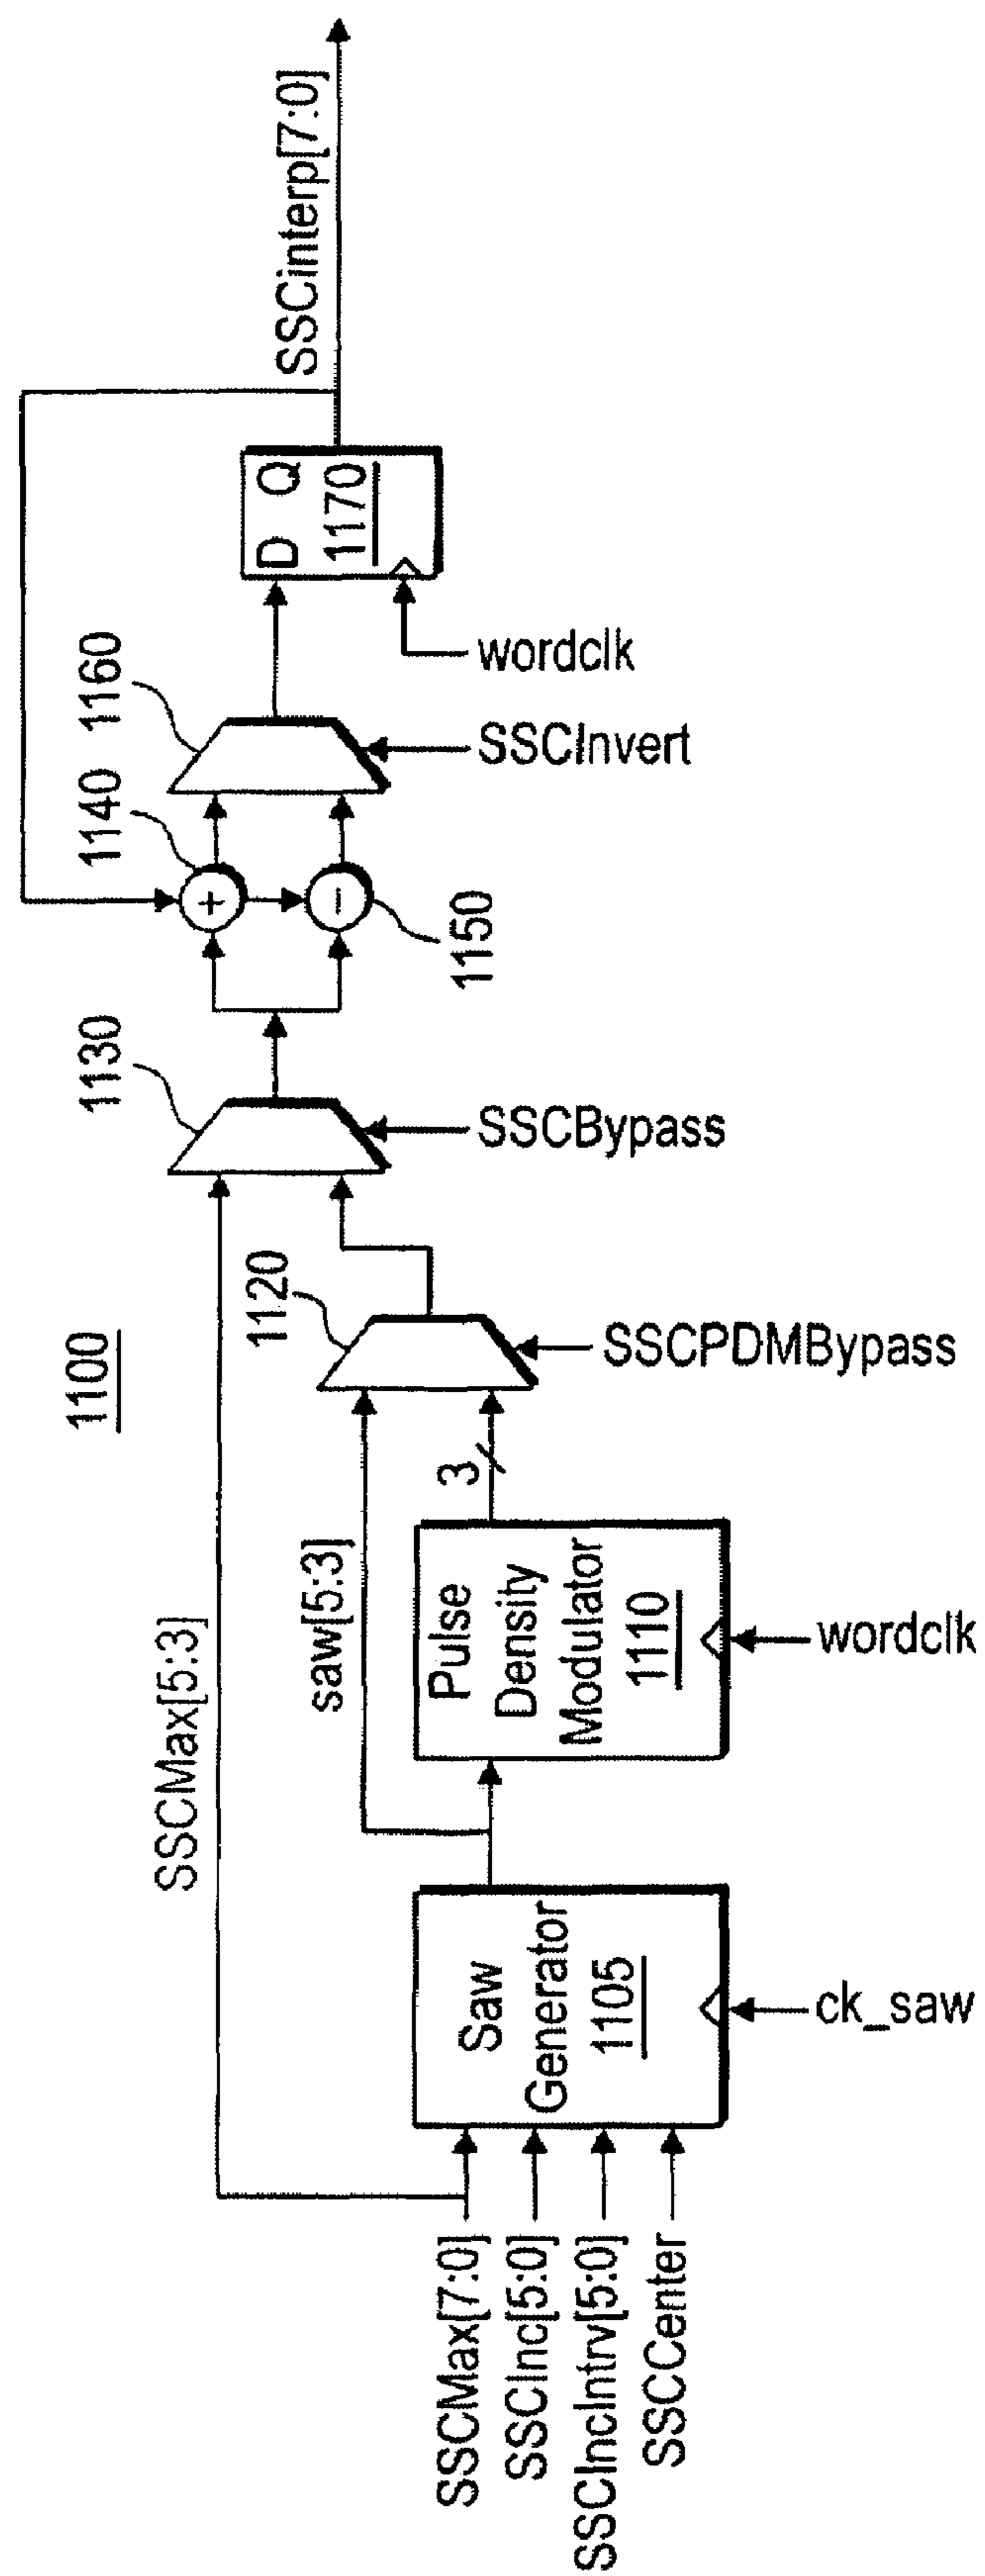 1100
SSCMax[7:0]
SSCInc[5:0]
SSCIncIntrv[5:0]
SSCCenter
SSCMax[5:3]
Saw
Generator
1105
ck_saw
saw[5:3]
Pulse
Density
Modulator
1110
wordclk
3
1120
SSCPDMBypass
1130
SSCBypass
1140
+
−
1150
1160
SSCInvert
D Q
1170
wordclk
SSCinterp[7:0]